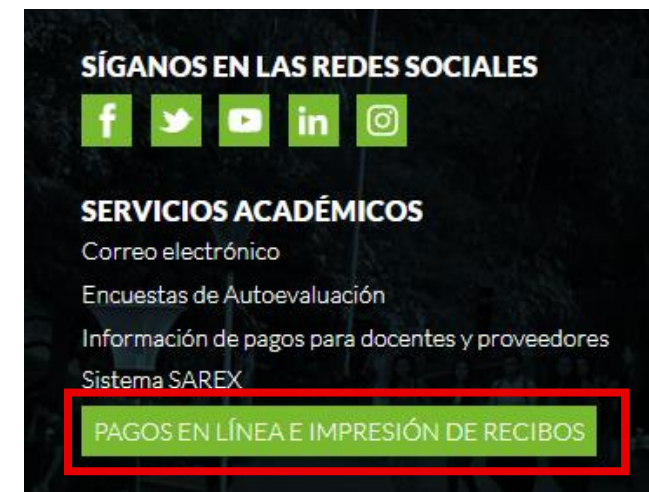 SÍGANOS EN LAS REDES SOCIALES
SERVICIOS ACADÉMICOS
Correo electrónico
Encuestas de Autoevaluación
Información de pagos para docentes y proveedores
Sistema SAREX
PAGOS EN LÍNEA E IMPRESIÓN DE RECIBOS